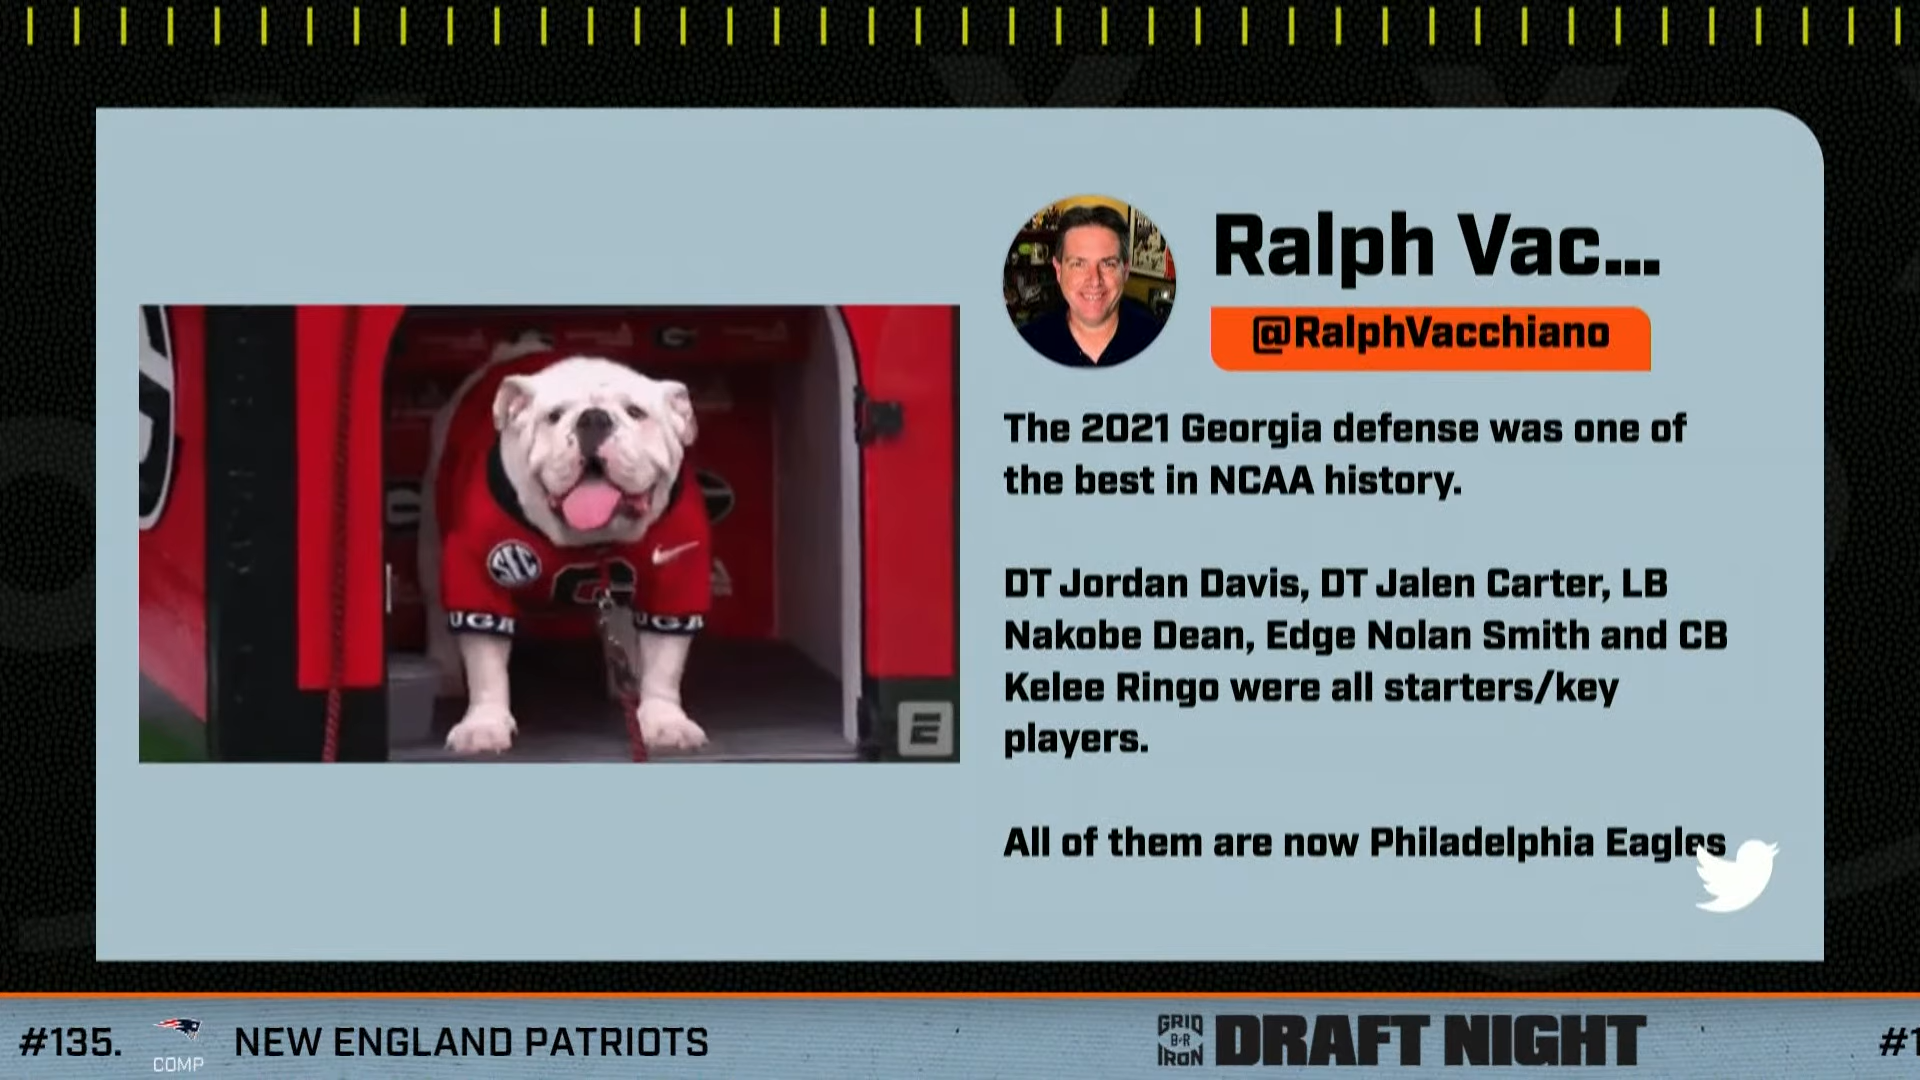 Ralph Vac...
@RalphVacchiano
The 2021 Georgia defense was one of
the best in NCAA history.
DT Jordan Davis, DT Jalen Carter, LB
Nakobe Dean, Edge Nolan Smith and CB
Kelee Ringo were all starters/key
players.
All of them are now Philadelphia Eagles
SEC
G
UGA
UGA
E
#135.
COMP
NEW ENGLAND PATRIOTS
GRID
B/R
IRON
DRAFT NIGHT
#1